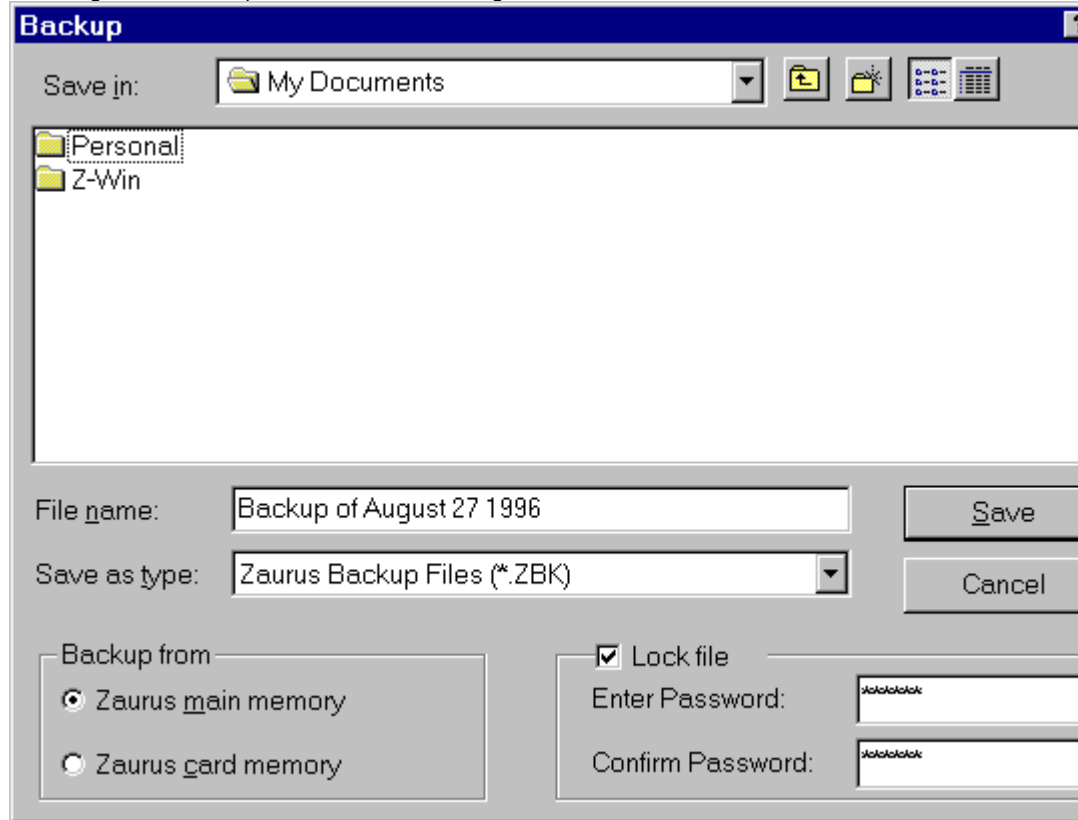 Backup
?
Save in: My Documents
Personal
Z-Win
File name: Backup of August 27 1996 Save
Save as type: Zaurus Backup Files (*.ZBK) Cancel
Backup from Lock file
Zaurus main memory Enter Password: *******
Zaurus card memory Confirm Password: *******